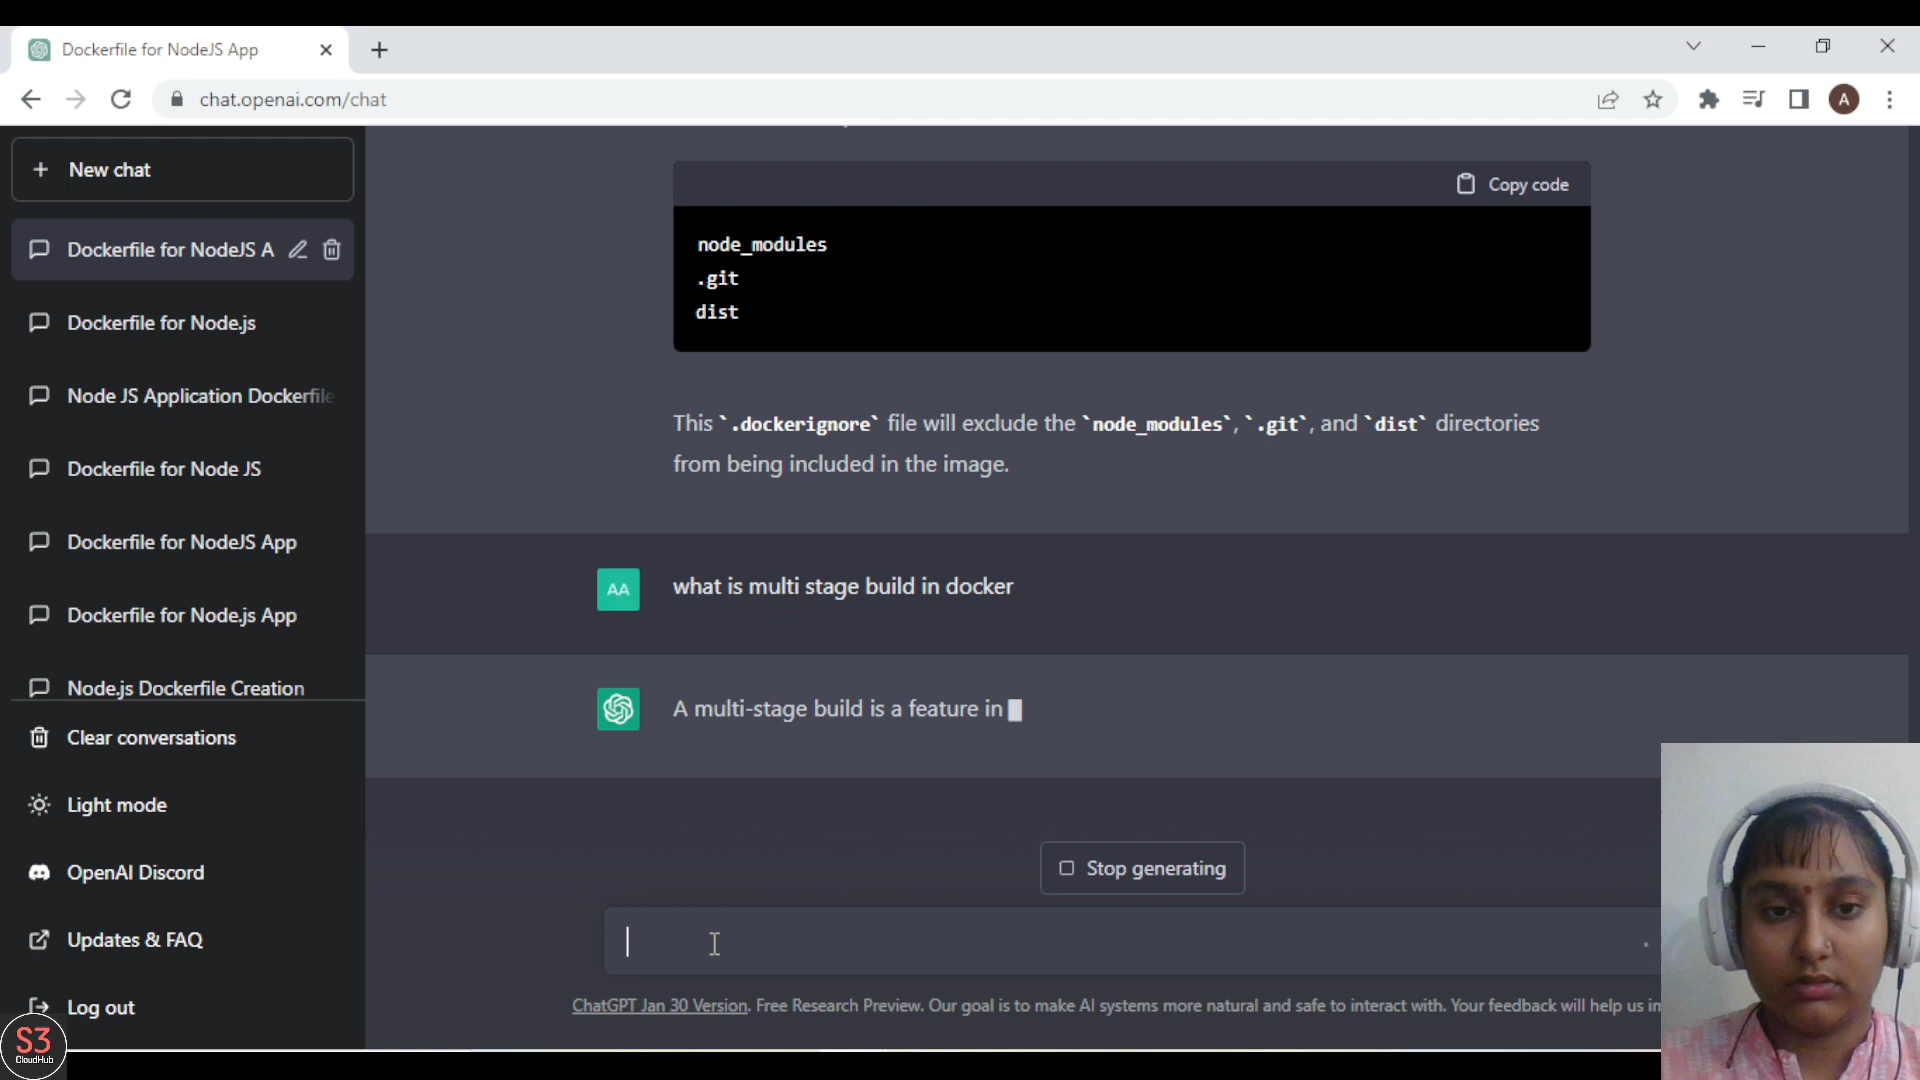 Dockerfile for NodeJS App
chat.openai.com/chat
A
New chat
Dockerfile for NodeJS A
Dockerfile for Node.js
Node JS Application Dockerfile
Dockerfile for Node JS
Dockerfile for NodeJS App
Dockerfile for Node.js App
Node.js Dockerfile Creation
Clear conversations
Light mode
OpenAI Discord
Updates & FAQ
Log out
S3
CloudHub
Copy code
node_modules
.git
dist
This `.dockerignore` file will exclude the `node_modules`, `.git`, and `dist` directories
from being included in the image.
AA
what is multi stage build in docker
A multi-stage build is a feature in
Stop generating
ChatGPT Jan 30 Version. Free Research Preview. Our goal is to make AI systems more natural and safe to interact with. Your feedback will help us